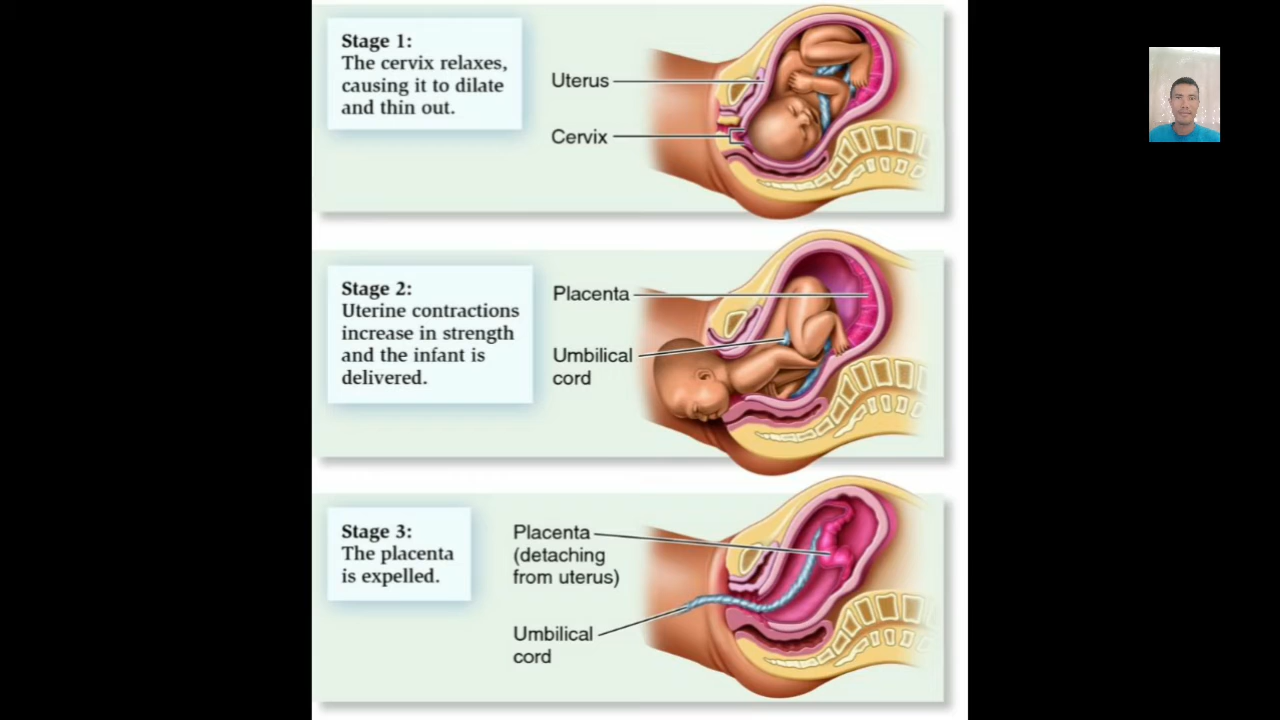 Stage 1:
The cervix relaxes,
causing it to dilate
and thin out.
Uterus
Cervix
Stage 2:
Uterine contractions
increase in strength
and the infant is
delivered.
Placenta
Umbilical
cord
Stage 3:
The placenta
is expelled.
Placenta
(detaching
from uterus)
Umbilical
cord